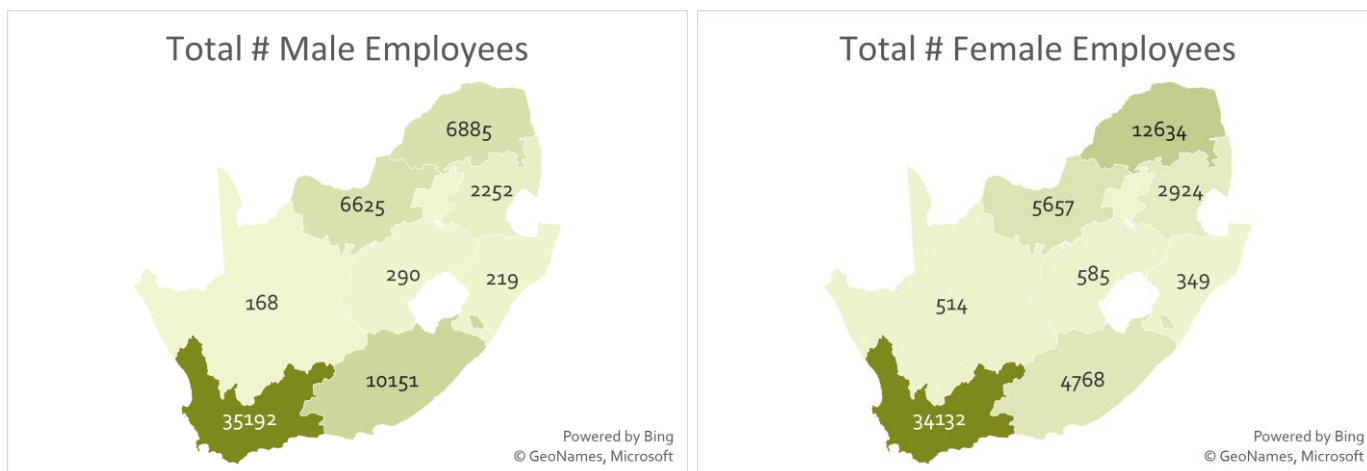 Total # Male Employees
6885
2252
6625
290
219
168
10151
35192
Powered by Bing
© GeoNames, Microsoft
Total # Female Employees
12634
2924
5657
585
349
514
4768
34132
Powered by Bing
© GeoNames, Microsoft